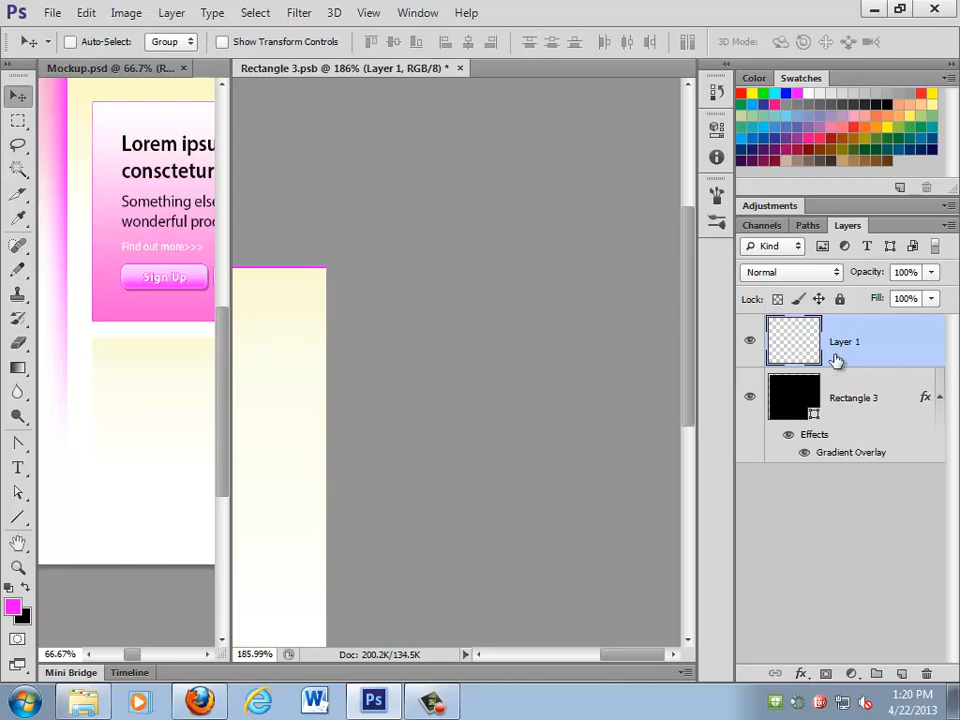 Ps File Edit Image Layer Type Select Filter 3D View Window Help
Auto-Select: Group Show Transform Controls 3D Mode:
Mockup.psd @ 66.7% (R... × Rectangle 3.psb @ 186% (Layer 1, RGB/8) * ×
Color Swatches
Lorem ipsu
consctetur
Something else
wonderful prod
Find out more>>>
Sign Up
Adjustments
Channels Paths Layers
Kind
Normal Opacity: 100%
Lock: Fill: 100%
Layer 1
Rectangle 3 fx
Effects
Gradient Overlay
66.67% 185.99% Doc: 200.2K/134.5K
Mini Bridge Timeline
fx
W Ps
1:20 PM
4/22/2013